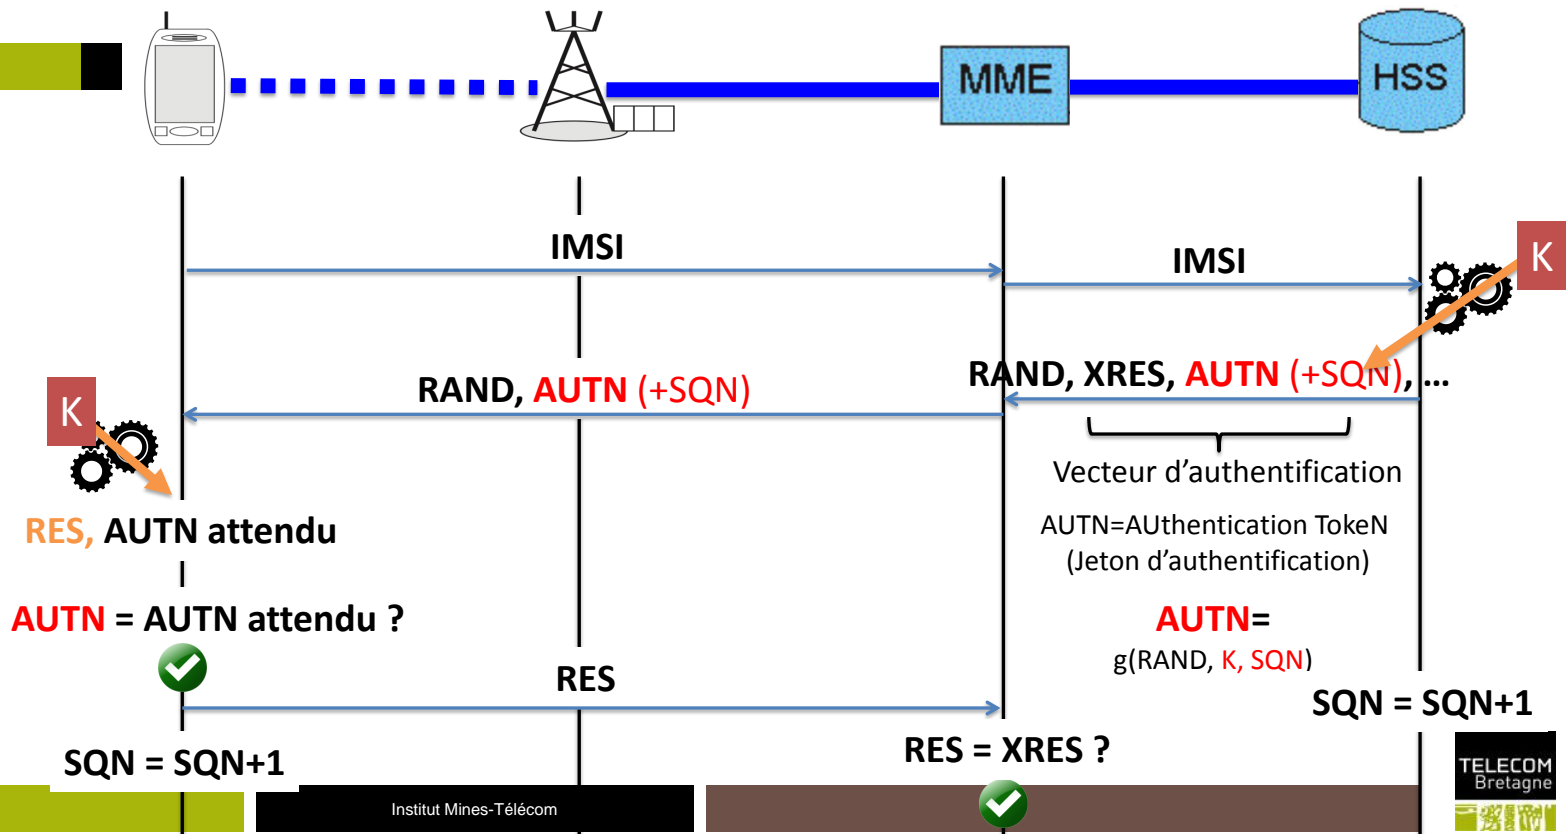 MME
HSS
IMSI
IMSI
K
RAND, XRES, AUTN (+SQN), ...
RAND, AUTN (+SQN)
K
Vecteur d'authentification
RES, AUTN attendu
AUTN=AUthentication TokeN
(Jeton d'authentification)
AUTN = AUTN attendu ?
AUTN=
g(RAND, K, SQN)
RES
SQN = SQN+1
RES = XRES ?
SQN = SQN+1
Institut Mines-Télécom
TELECOM
Bretagne